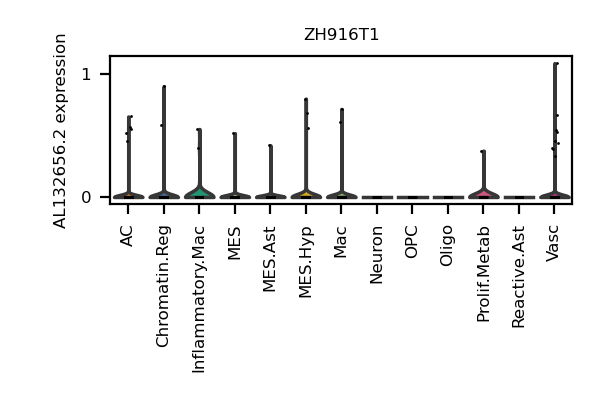 ZH916T1
AL132656.2 expression
1
0
AC
Chromatin.Reg
Inflammatory.Mac
MES
MES.Ast
MES.Hyp
Mac
Neuron
OPC
Oligo
Prolif.Metab
Reactive.Ast
Vasc